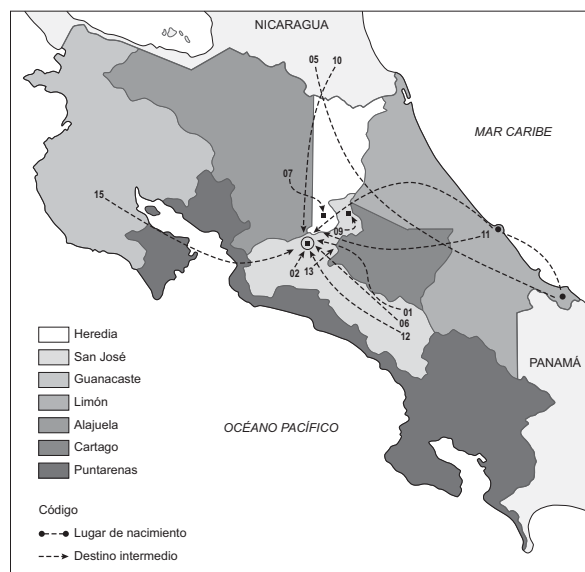 NICARAGUA
05 10
MAR CARIBE
07
15
09
11
02 13
01
06
12
PANAMÁ
OCÉANO PACÍFICO
Heredia
San José
Guanacaste
Limón
Alajuela
Cartago
Puntarenas
Código
Lugar de nacimiento
Destino intermedio